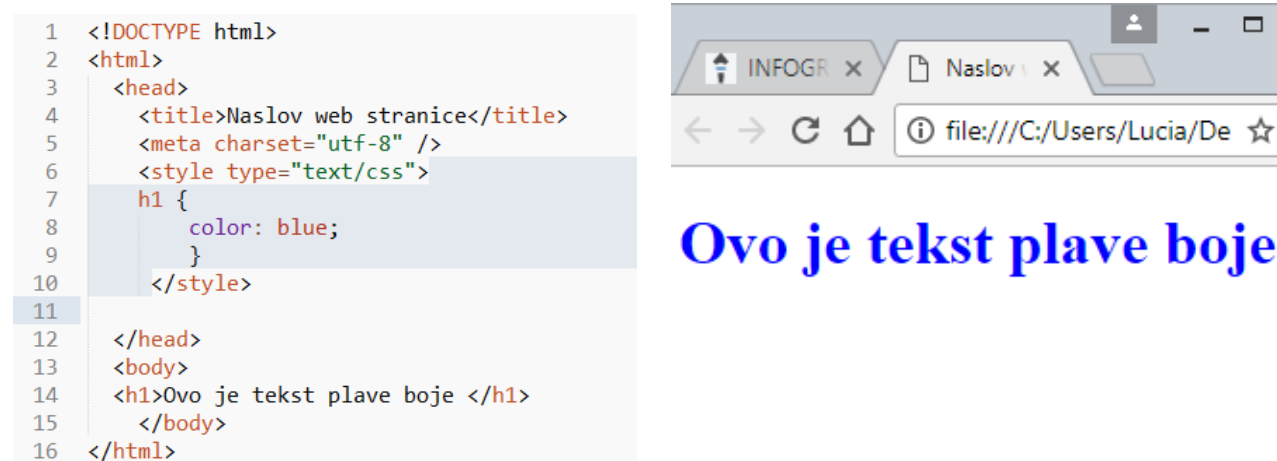 1 <!DOCTYPE html>
2 <html>
3 <head>
4 <title>Naslov web stranice</title>
5 <meta charset="utf-8" />
6 <style type="text/css">
7 h1 {
8 color: blue;
9 }
10 </style>
11
12 </head>
13 <body>
14 <h1>Ovo je tekst plave boje </h1>
15 </body>
16 </html>
INFOGR
Naslov
file:///C:/Users/Lucia/De
Ovo je tekst plave boje